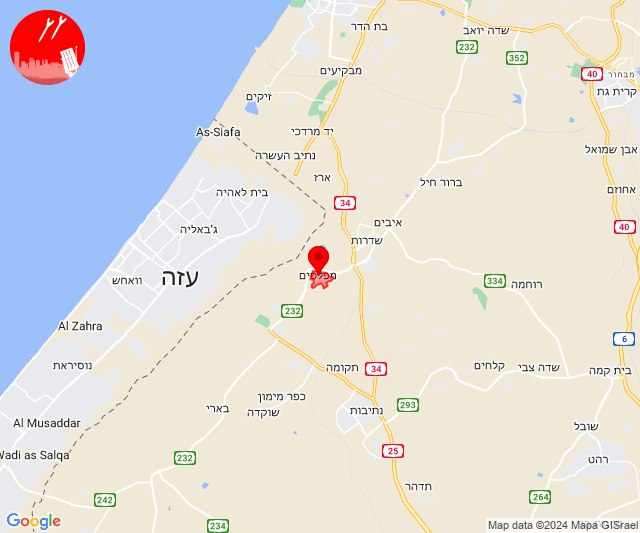 שדה יואב
בת הדר
232
352
מבקיעים
40
מבחור
קרית גת
זיקים
As-Siafa
יד מרדכי
נתיב העשרה
אבן שמואל
ארז
ברור חיל
אחוזם
בית לאהיה
34
איבים
40
ג'באליה
שדרות
וואחש
עזה
מפלסים
334
רוחמה
232
Al Zahra
6
נוסיראת
34
תקומה
קלחים
שדה צבי
בית קמה
כפר מימון
293
בארי
שוקדה
נתיבות
Al Musaddar
שובל
25
232
Wadi as Salqa
רהט
תדהר
242
264
234
Google
Map data ©2024 Mapa GISrael